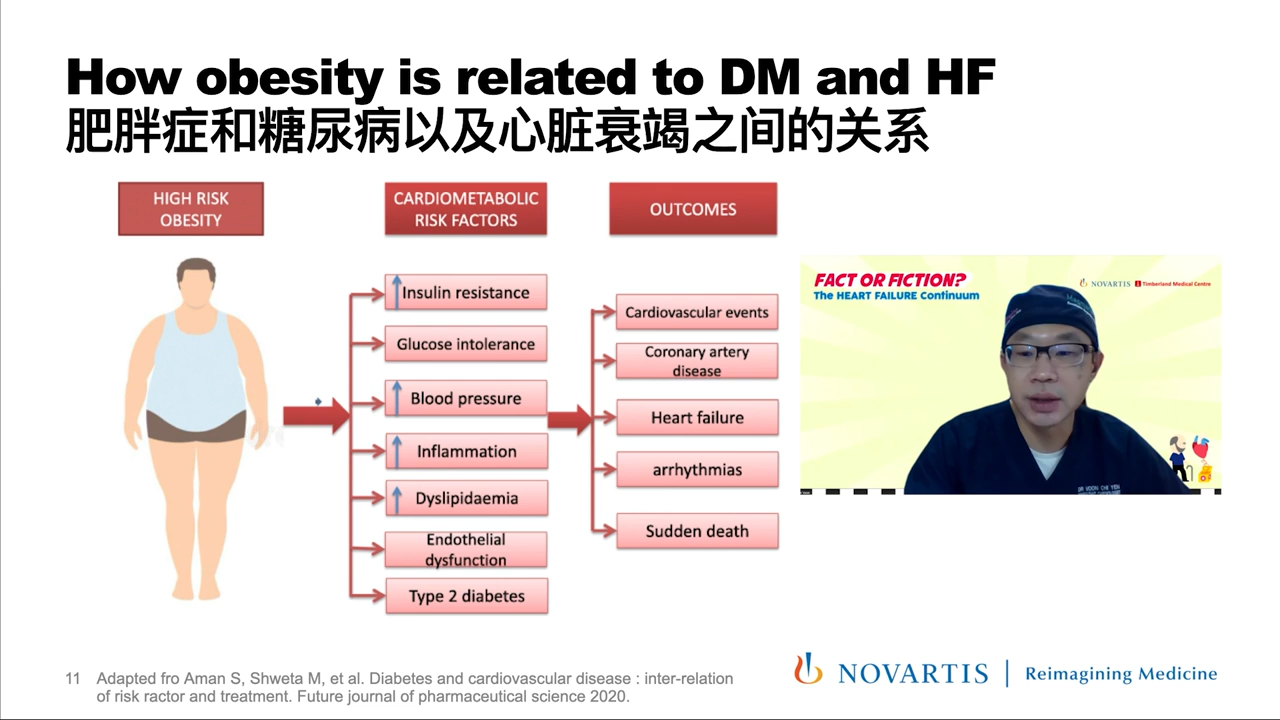 How obesity is related to DM and HF
肥胖症和糖尿病以及心脏衰竭之间的关系
HIGH RISK
OBESITY
CARDIOMETABOLIC
RISK FACTORS
Insulin resistance
Glucose intolerance
Blood pressure
Inflammation
Dyslipidaemia
Endothelial
dysfunction
Type 2 diabetes
OUTCOMES
Cardiovascular events
Coronary artery
disease
Heart failure
arrhythmias
Sudden death
FACT OR FICTION?
The HEART FAILURE Continuum
NOVARTIS Timberland Medical Centre
11 Adapted fro Aman S, Shweta M, et al. Diabetes and cardiovascular disease : inter-relation
of risk ractor and treatment. Future journal of pharmaceutical science 2020.
NOVARTIS | Reimagining Medicine